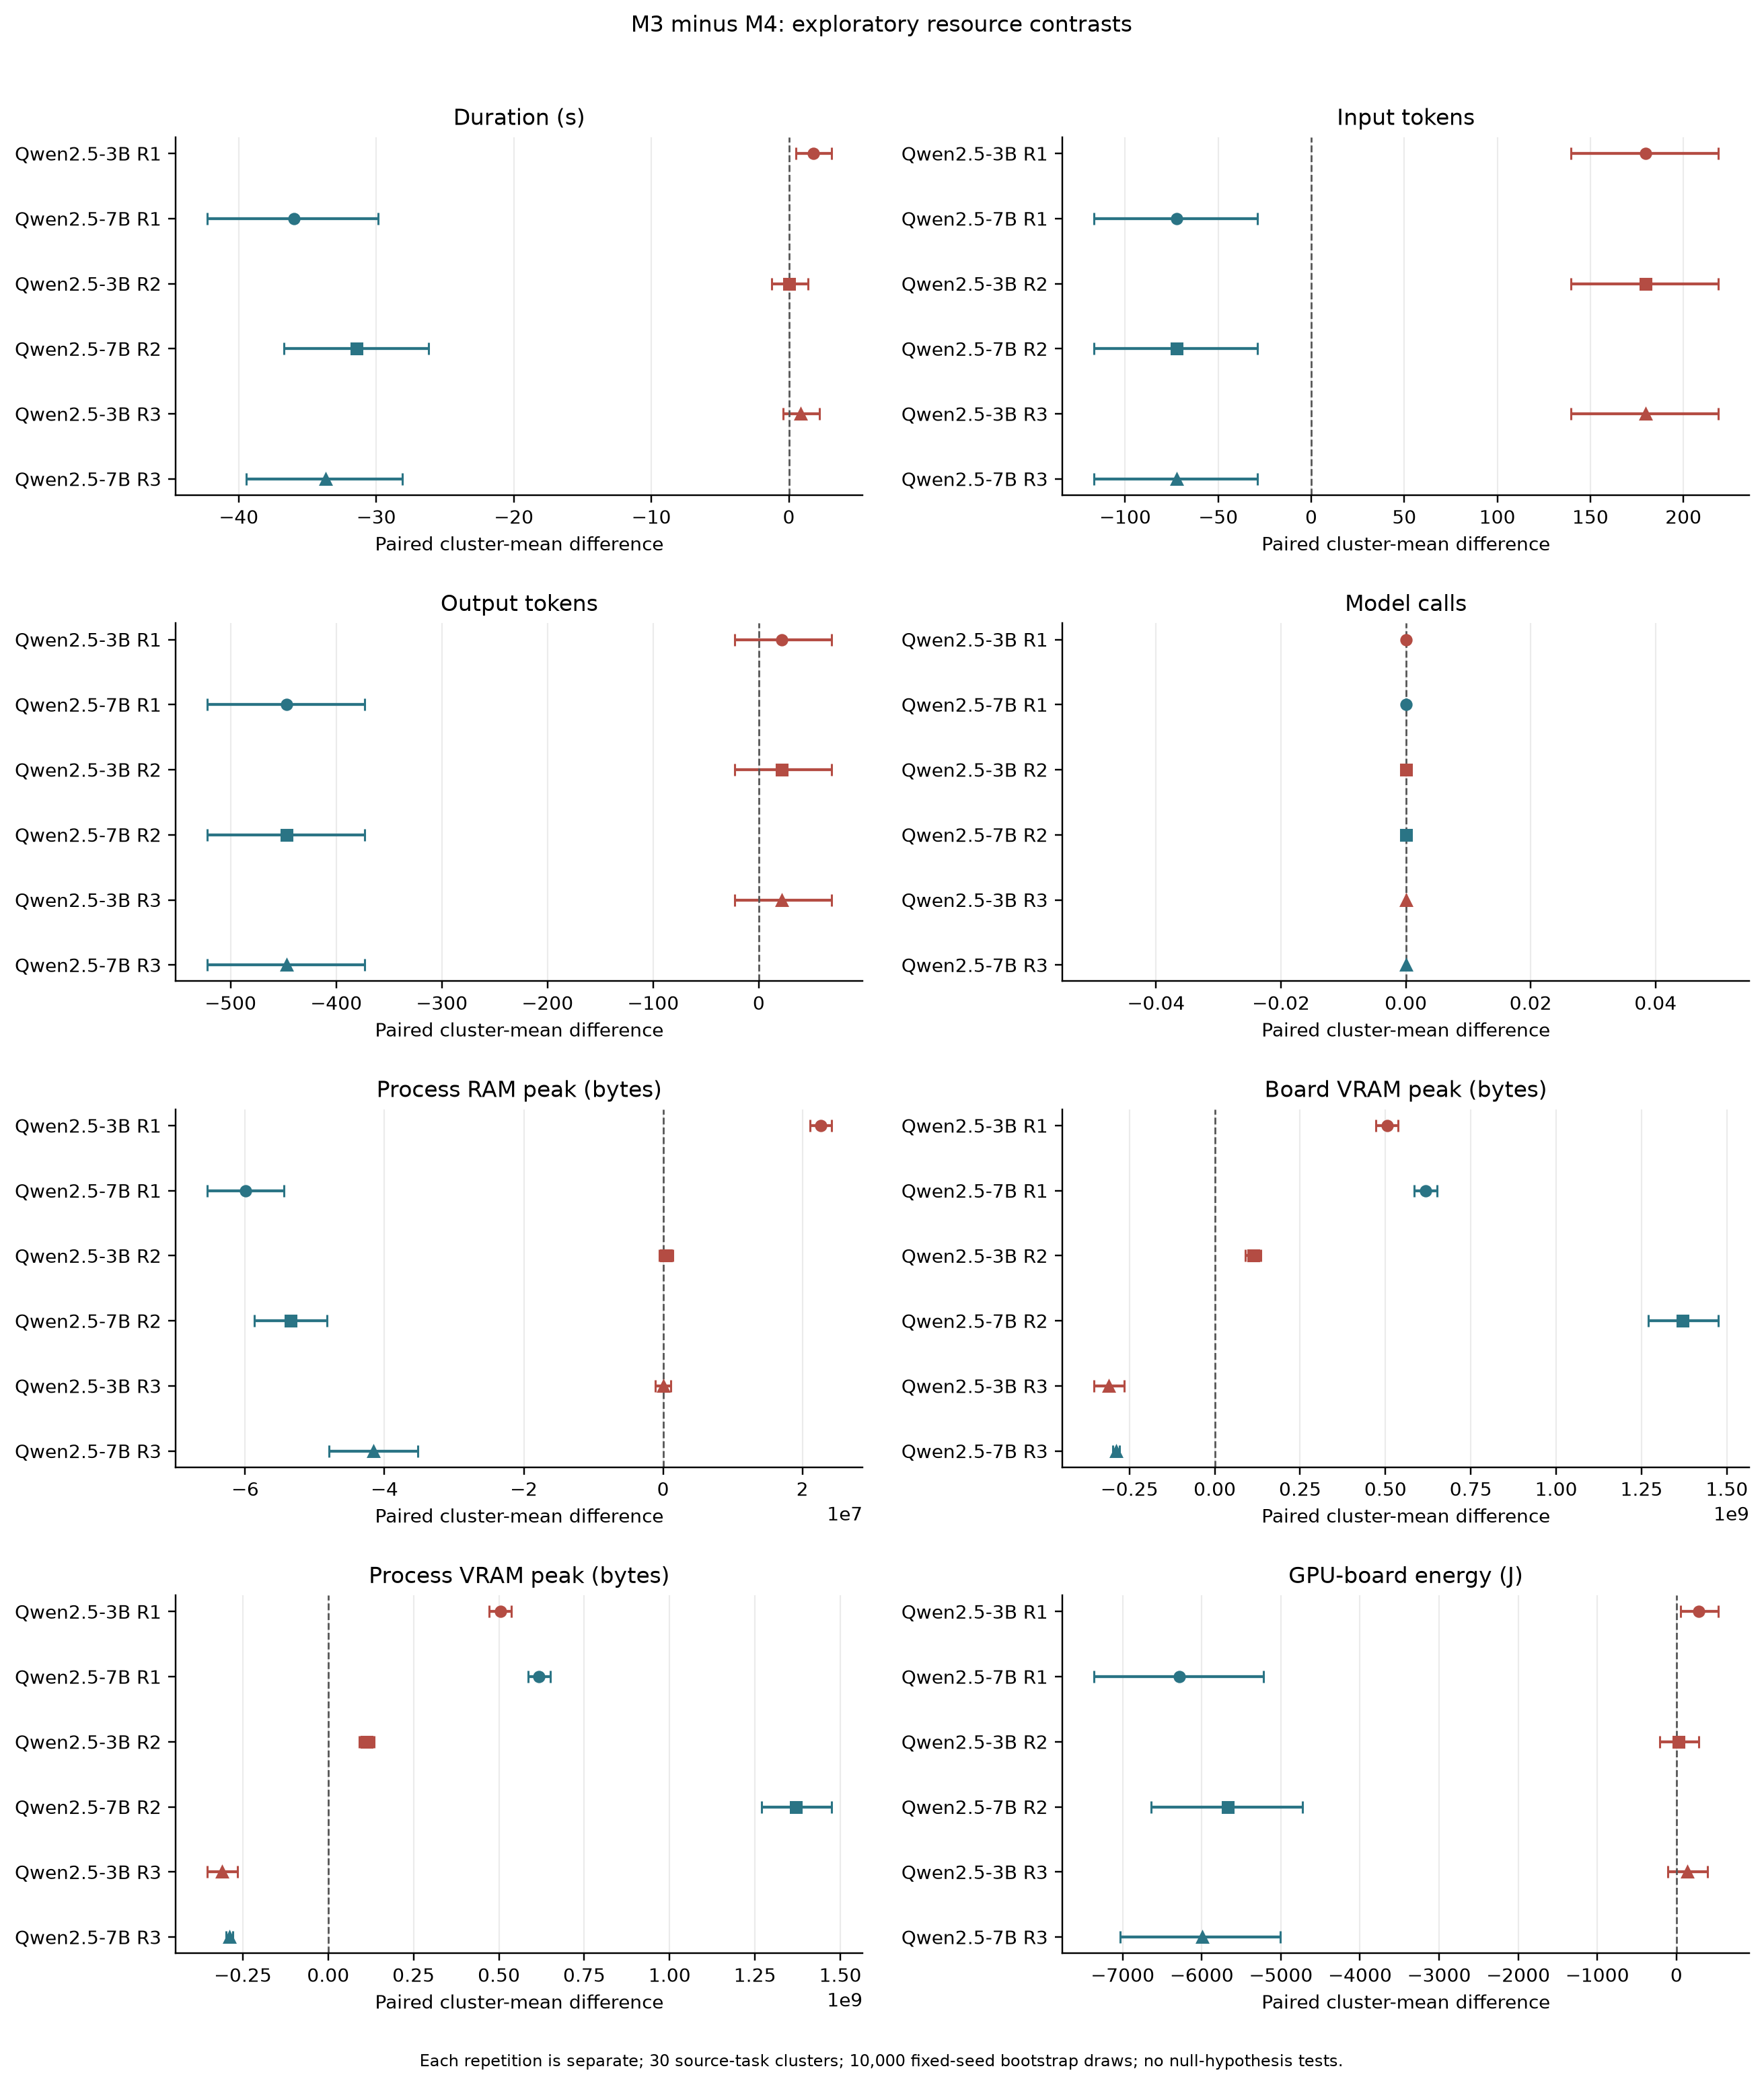 M3 minus M4: exploratory resource contrasts
Duration (s)
Qwen2.5-3B R1
Qwen2.5-7B R1
Qwen2.5-3B R2
Qwen2.5-7B R2
Qwen2.5-3B R3
Qwen2.5-7B R3
−40 −30 −20 −10 0
Paired cluster-mean difference
Input tokens
Qwen2.5-3B R1
Qwen2.5-7B R1
Qwen2.5-3B R2
Qwen2.5-7B R2
Qwen2.5-3B R3
Qwen2.5-7B R3
−100 −50 0 50 100 150 200
Paired cluster-mean difference
Output tokens
Qwen2.5-3B R1
Qwen2.5-7B R1
Qwen2.5-3B R2
Qwen2.5-7B R2
Qwen2.5-3B R3
Qwen2.5-7B R3
−500 −400 −300 −200 −100 0
Paired cluster-mean difference
Model calls
Qwen2.5-3B R1
Qwen2.5-7B R1
Qwen2.5-3B R2
Qwen2.5-7B R2
Qwen2.5-3B R3
Qwen2.5-7B R3
−0.04 −0.02 0.00 0.02 0.04
Paired cluster-mean difference
Process RAM peak (bytes)
Qwen2.5-3B R1
Qwen2.5-7B R1
Qwen2.5-3B R2
Qwen2.5-7B R2
Qwen2.5-3B R3
Qwen2.5-7B R3
−6 −4 −2 0 2
1e7
Paired cluster-mean difference
Board VRAM peak (bytes)
Qwen2.5-3B R1
Qwen2.5-7B R1
Qwen2.5-3B R2
Qwen2.5-7B R2
Qwen2.5-3B R3
Qwen2.5-7B R3
−0.25 0.00 0.25 0.50 0.75 1.00 1.25 1.50
1e9
Paired cluster-mean difference
Process VRAM peak (bytes)
Qwen2.5-3B R1
Qwen2.5-7B R1
Qwen2.5-3B R2
Qwen2.5-7B R2
Qwen2.5-3B R3
Qwen2.5-7B R3
−0.25 0.00 0.25 0.50 0.75 1.00 1.25 1.50
1e9
Paired cluster-mean difference
GPU-board energy (J)
Qwen2.5-3B R1
Qwen2.5-7B R1
Qwen2.5-3B R2
Qwen2.5-7B R2
Qwen2.5-3B R3
Qwen2.5-7B R3
−7000 −6000 −5000 −4000 −3000 −2000 −1000 0
Paired cluster-mean difference
Each repetition is separate; 30 source-task clusters; 10,000 fixed-seed bootstrap draws; no null-hypothesis tests.